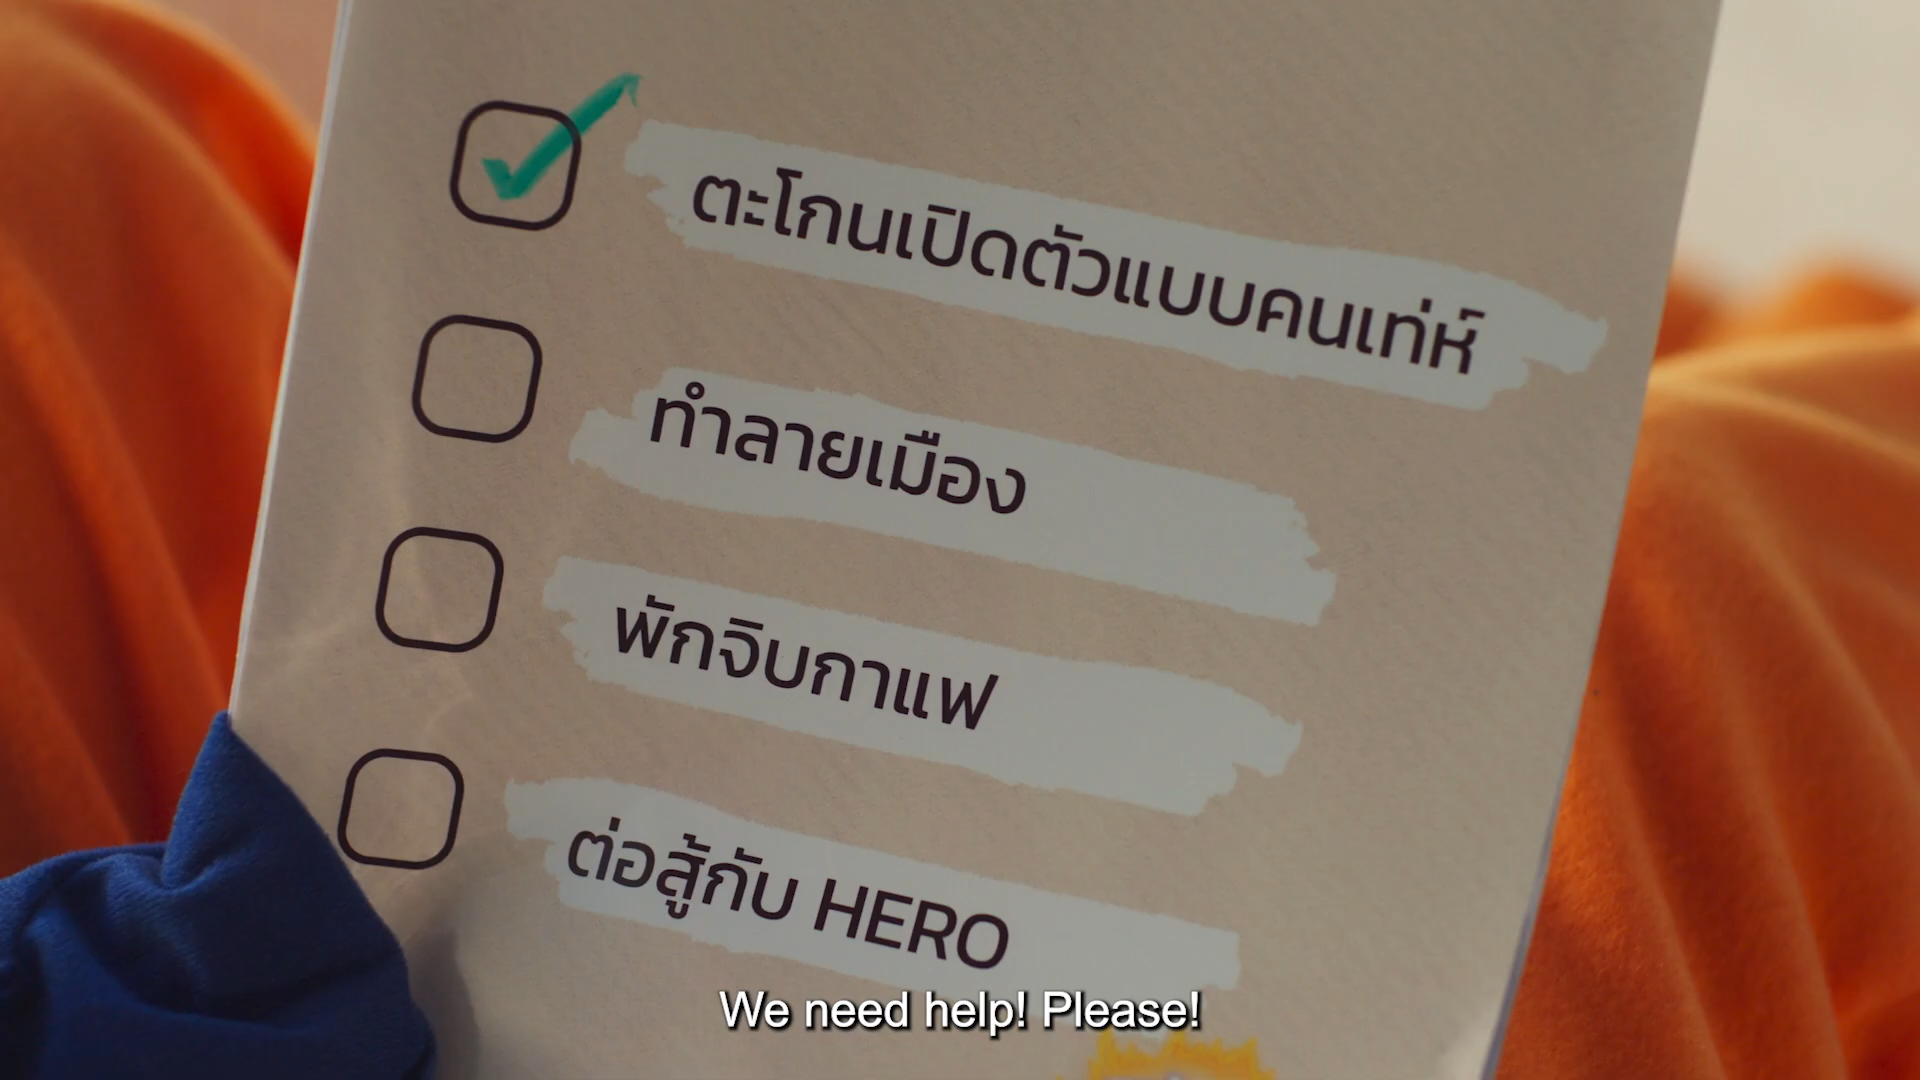 ตะโกนเปิดตัวแบบคนเท่ห์
ทำลายเมือง
พักจิบกาแฟ
ต่อสู้กับ HERO
We need help! Please!